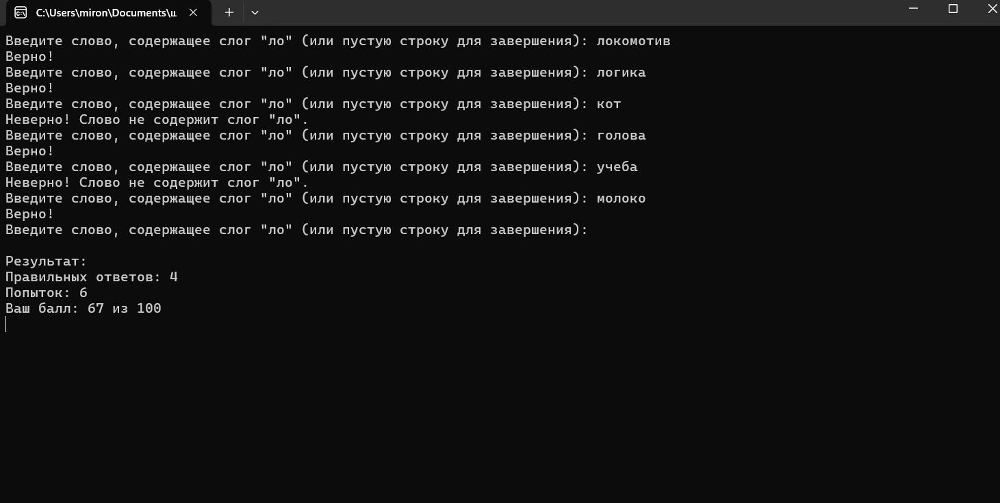 C:\Users\miron\Documents\ш
Введите слово, содержащее слог "ло" (или пустую строку для завершения): локомотив
Верно!
Введите слово, содержащее слог "ло" (или пустую строку для завершения): логика
Верно!
Введите слово, содержащее слог "ло" (или пустую строку для завершения): кот
Неверно! Слово не содержит слог "ло".
Введите слово, содержащее слог "ло" (или пустую строку для завершения): голова
Верно!
Введите слово, содержащее слог "ло" (или пустую строку для завершения): учеба
Неверно! Слово не содержит слог "ло".
Введите слово, содержащее слог "ло" (или пустую строку для завершения): молоко
Верно!
Введите слово, содержащее слог "ло" (или пустую строку для завершения):
Результат:
Правильных ответов: 4
Попыток: 6
Ваш балл: 67 из 100